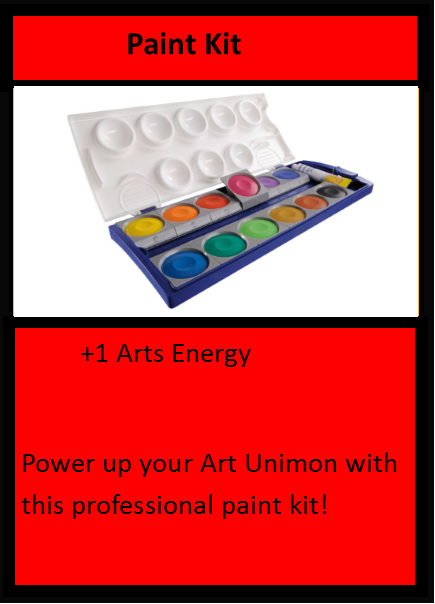 Paint Kit
+1 Arts Energy
Power up your Art Unimon with
this professional paint kit!